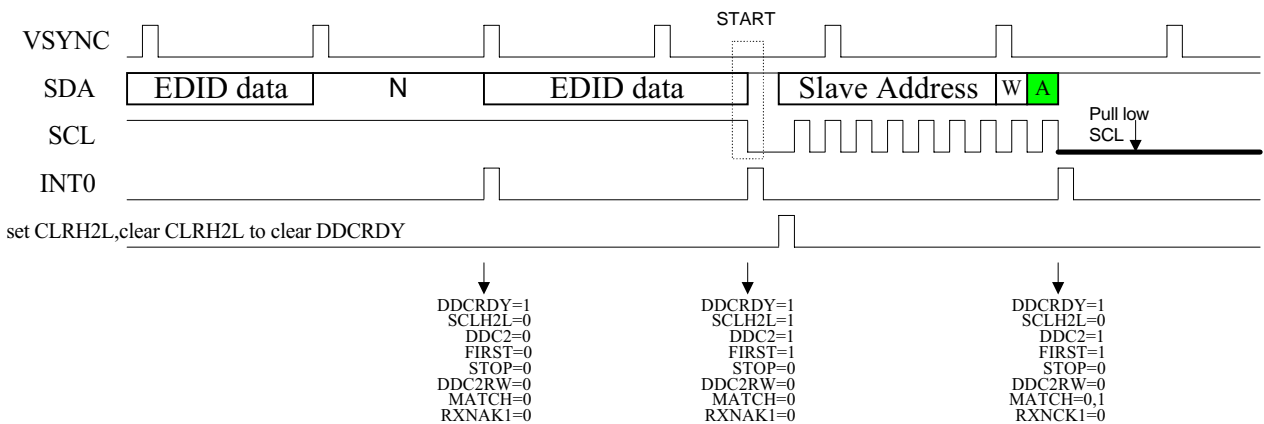 START
VSYNC
SDA EDID data N EDID data Slave Address W A
Pull low
SCL
SCL
INT0
set CLRH2L,clear CLRH2L to clear DDCRDY
DDCRDY=1
SCLH2L=0
DDC2=0
FIRST=0
STOP=0
DDC2RW=0
MATCH=0
RXNAK1=0
DDCRDY=1
SCLH2L=1
DDC2=1
FIRST=1
STOP=0
DDC2RW=0
MATCH=0
RXNAK1=0
DDCRDY=1
SCLH2L=0
DDC2=1
FIRST=1
STOP=0
DDC2RW=0
MATCH=0,1
RXNCK1=0